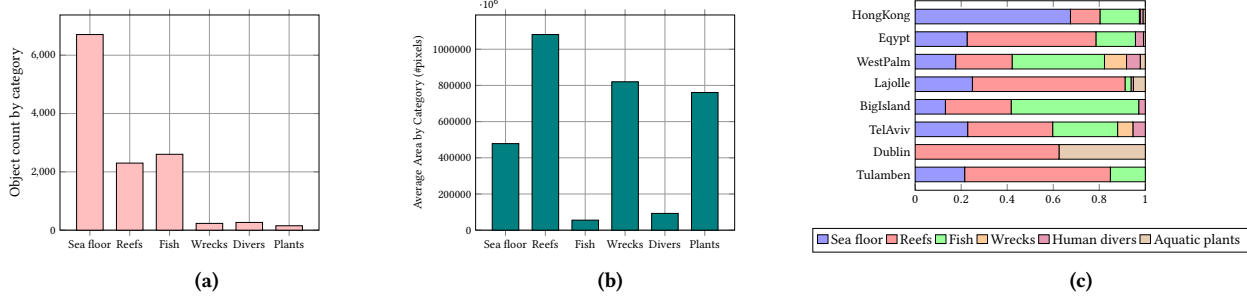 Object count by category
6,000
4,000
2,000
0
Sea floor Reefs Fish Wrecks Divers Plants
(a)
·10⁶
Average Area by Category (#pixels)
1000000
800000
600000
400000
200000
0
Sea floor Reefs Fish Wrecks Divers Plants
(b)
HongKong
Eqypt
WestPalm
Lajolle
BigIsland
TelAviv
Dublin
Tulamben
0 0.2 0.4 0.6 0.8 1
Sea floor Reefs Fish Wrecks Human divers Aquatic plants
(c)